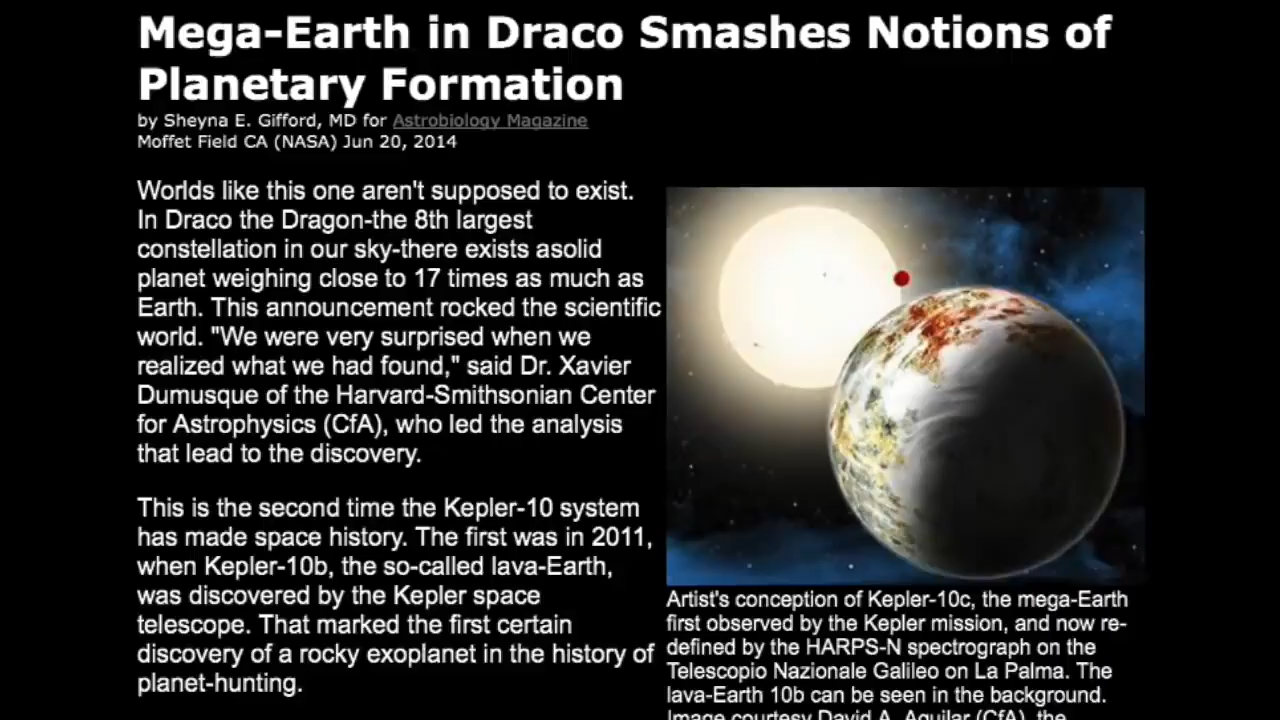 Mega-Earth in Draco Smashes Notions of
Planetary Formation
by Sheyna E. Gifford, MD for Astrobiology Magazine
Moffet Field CA (NASA) Jun 20, 2014
Worlds like this one aren't supposed to exist.
In Draco the Dragon-the 8th largest
constellation in our sky-there exists asolid
planet weighing close to 17 times as much as
Earth. This announcement rocked the scientific
world. "We were very surprised when we
realized what we had found," said Dr. Xavier
Dumusque of the Harvard-Smithsonian Center
for Astrophysics (CfA), who led the analysis
that lead to the discovery.
This is the second time the Kepler-10 system
has made space history. The first was in 2011,
when Kepler-10b, the so-called lava-Earth,
was discovered by the Kepler space
telescope. That marked the first certain
discovery of a rocky exoplanet in the history of
planet-hunting.
Artist's conception of Kepler-10c, the mega-Earth
first observed by the Kepler mission, and now re-
defined by the HARPS-N spectrograph on the
Telescopio Nazionale Galileo on La Palma. The
lava-Earth 10b can be seen in the background.
Image courtesy David A. Aguilar (CfA), the